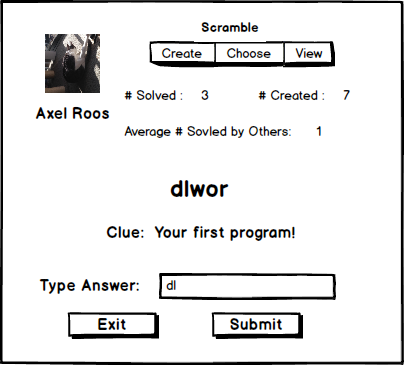 Scramble
Create Choose View
# Solved : 3 # Created : 7
Axel Roos
Average # Sovled by Others: 1
dlwor
Clue: Your first program!
Type Answer: dl
Exit Submit